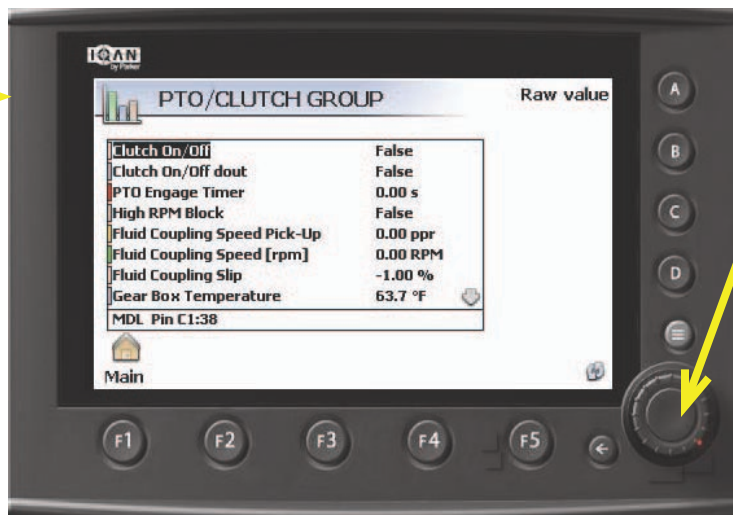 IQAN
by Parker
PTO/CLUTCH GROUP Raw value
Clutch On/Off False
Clutch On/Off dout False
PTO Engage Timer 0.00 s
High RPM Block False
Fluid Coupling Speed Pick-Up 0.00 ppr
Fluid Coupling Speed [rpm] 0.00 RPM
Fluid Coupling Slip -1.00 %
Gear Box Temperature 63.7 °F
MDL Pin C1:38
Main
A
B
C
D
F1 F2 F3 F4 F5